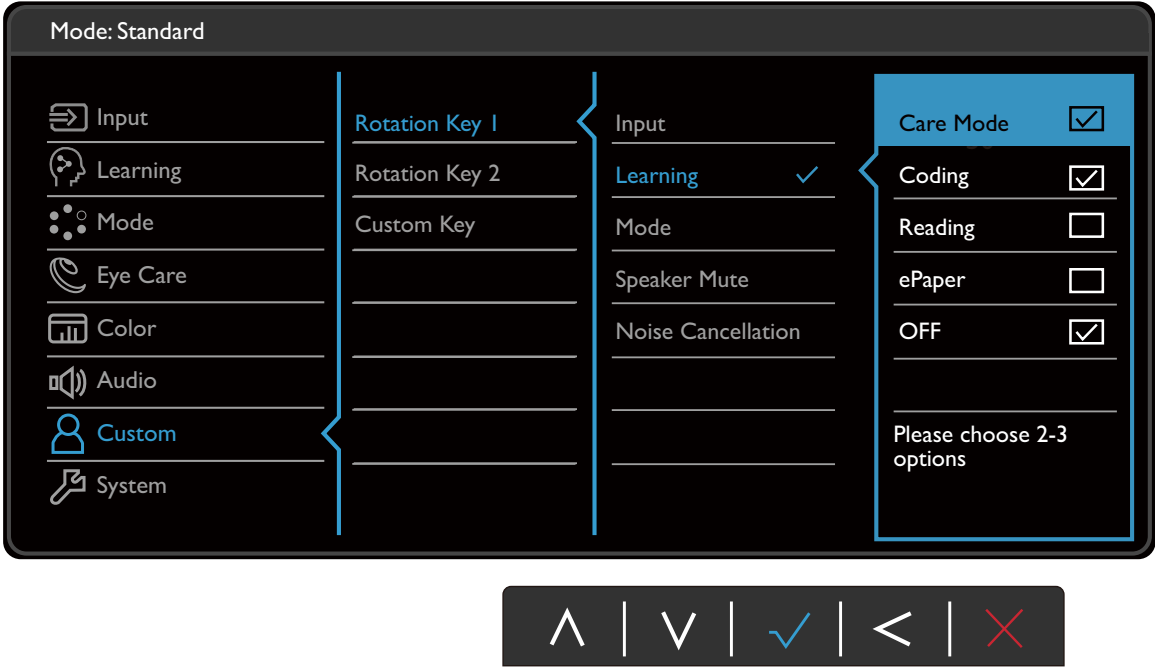 Mode: Standard
Input
Learning
Mode
Eye Care
Color
Audio
Custom
System
Rotation Key 1
Rotation Key 2
Custom Key
Input
Learning
Mode
Speaker Mute
Noise Cancellation
Care Mode
Coding
Reading
ePaper
OFF
Please choose 2-3
options